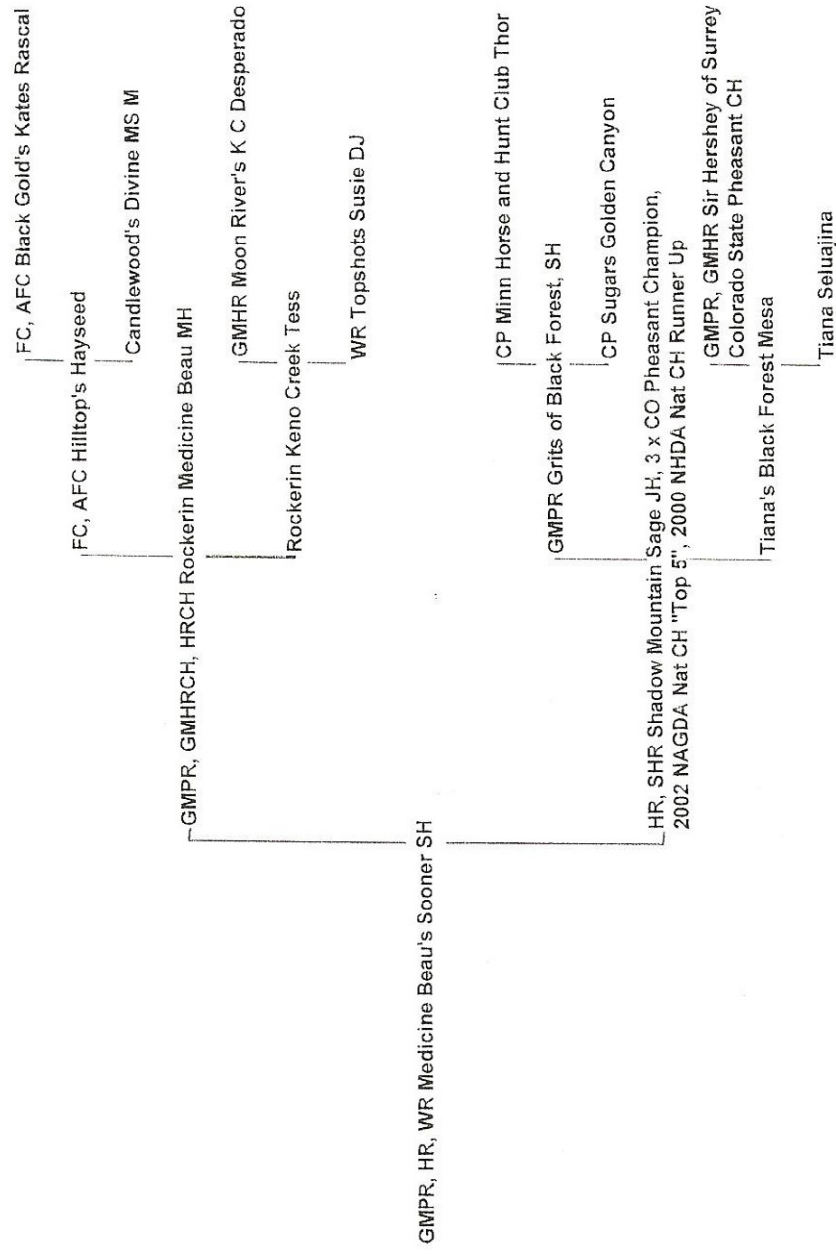 FC, AFC Black Gold's Kates Rascal
FC, AFC Hilltop's Hayseed
Candlewood's Divine MS M
GMPR, GMHRCH, HRCH Rockerin Medicine Beau MH
GMHR Moon River's K C Desperado
Rockerin Keno Creek Tess
WR Topshots Susie DJ
GMPR, HR, WR Medicine Beau's Sooner SH
CP Minn Horse and Hunt Club Thor
GMPR Grits of Black Forest, SH
CP Sugars Golden Canyon
HR, SHR Shadow Mountain Sage JH, 3 x CO Pheasant Champion,
2002 NAGDA Nat CH "Top 5", 2000 NHDA Nat CH Runner Up
GMPR, GMHR Sir Hershey of Surrey
Colorado State Pheasant CH
Tiana's Black Forest Mesa
Tiana Seluajina